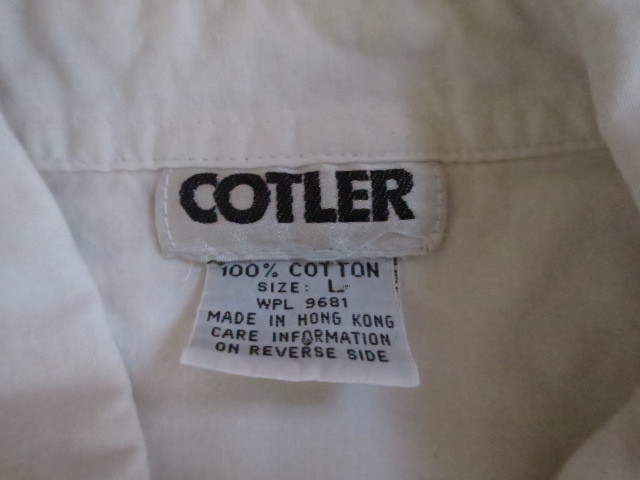 COTLER
100% COTTON
SIZE: L
WPL 9681
MADE IN HONG KONG
CARE INFORMATION
ON REVERSE SIDE